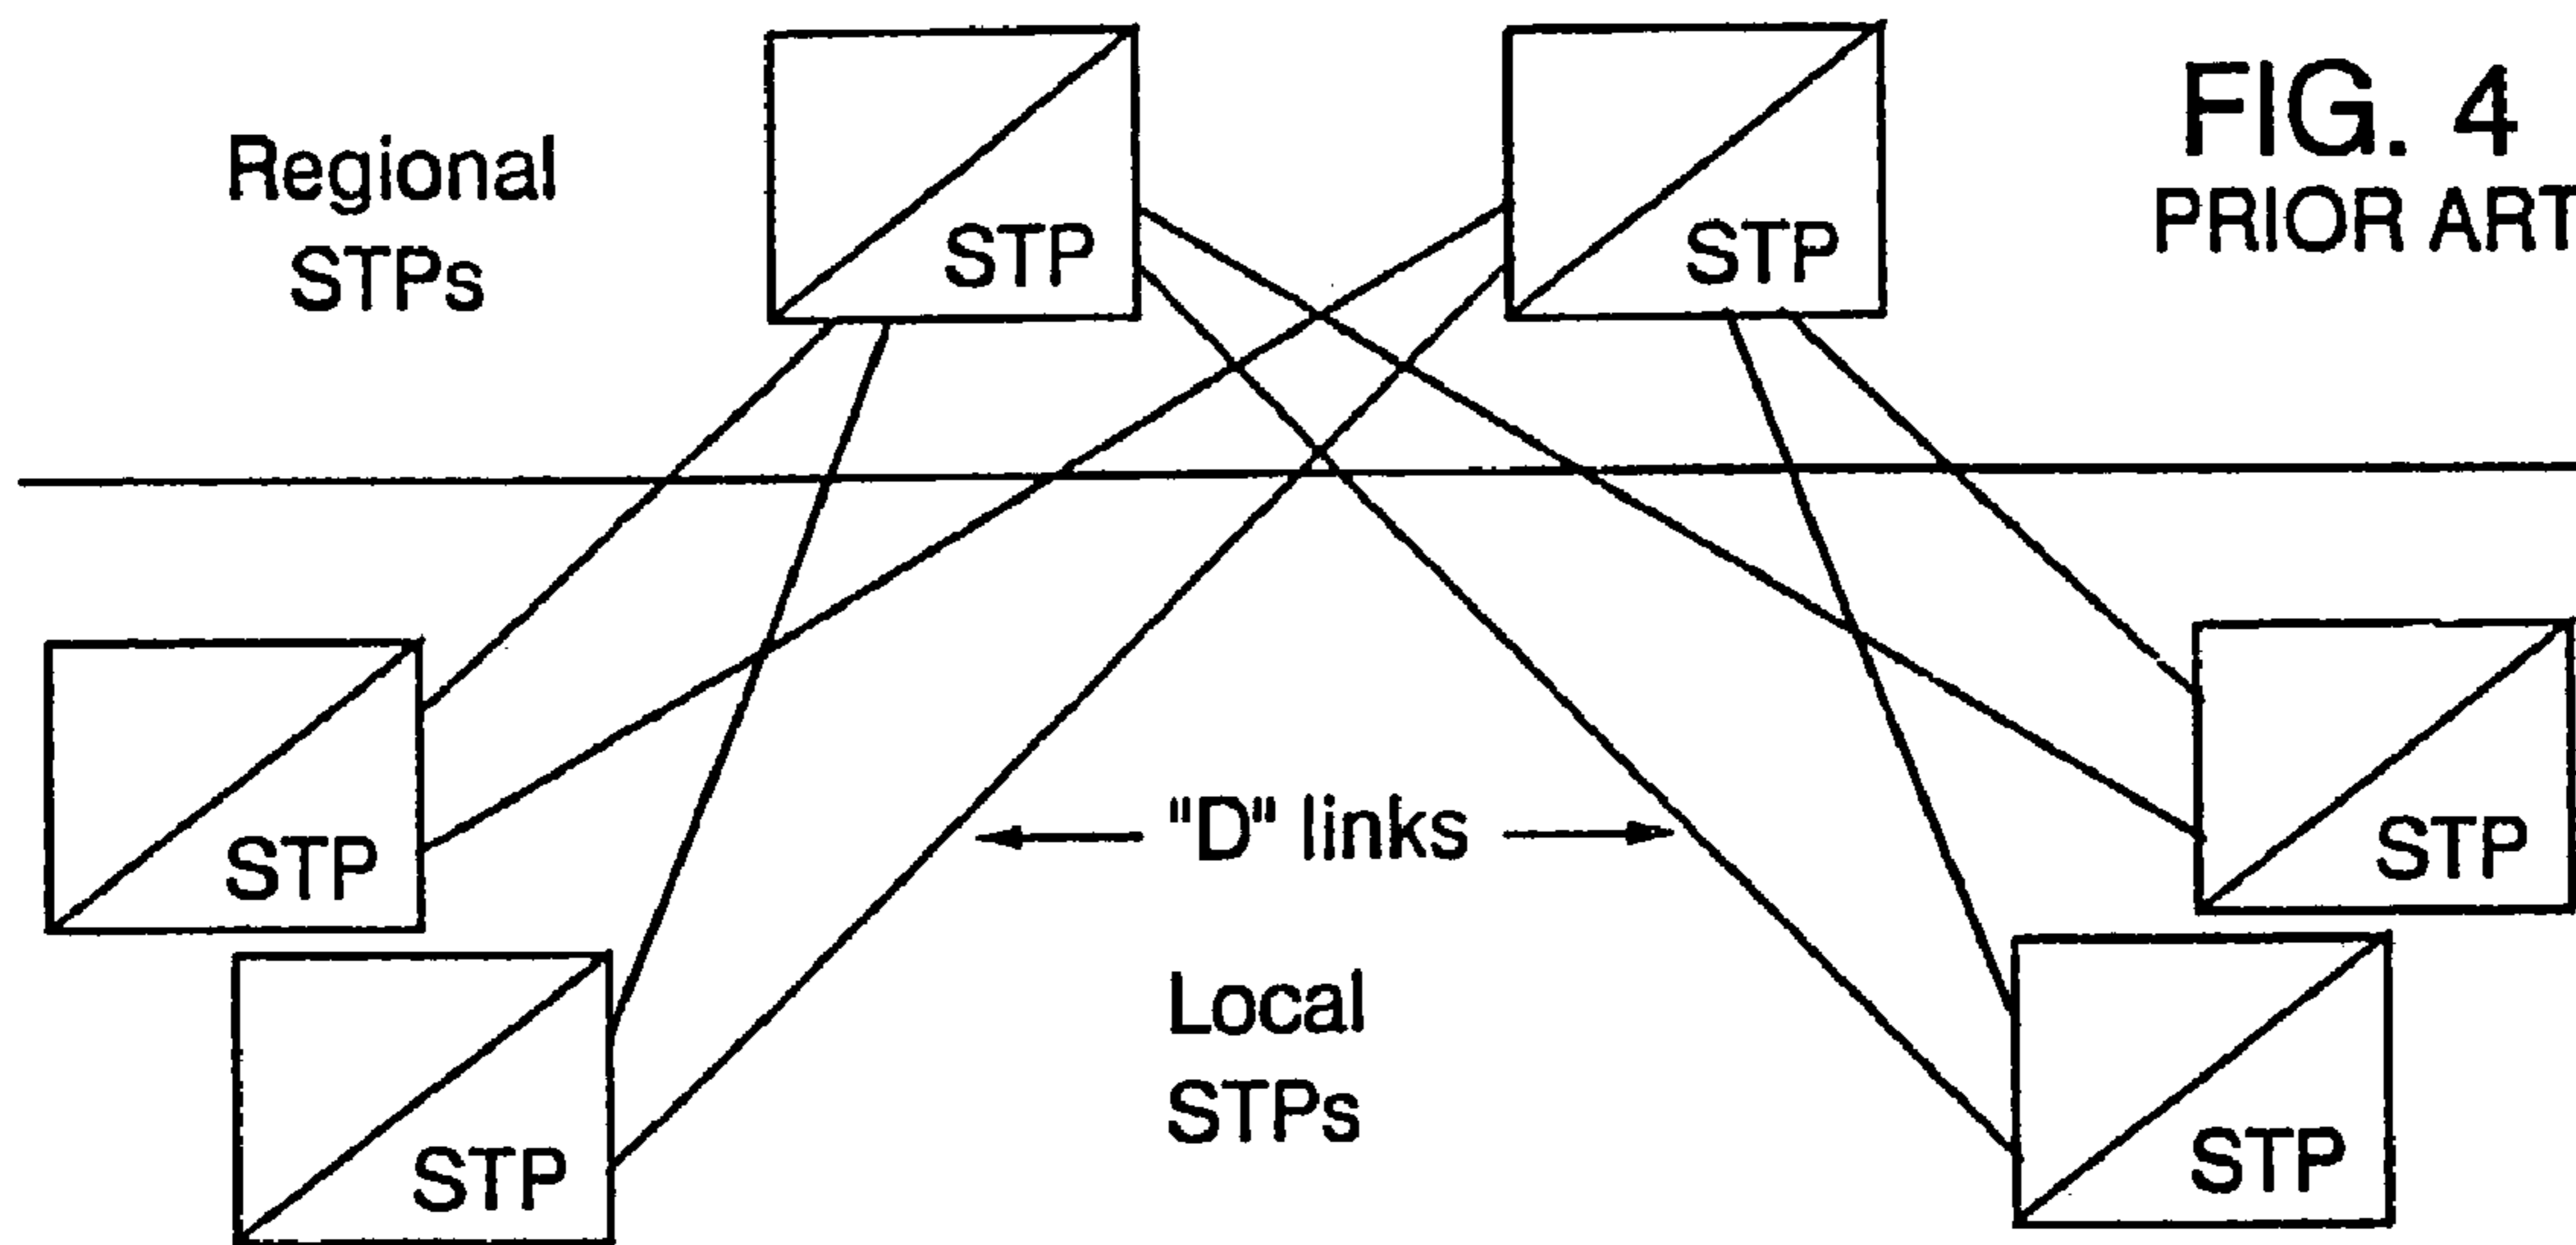 FIG. 4
PRIOR ART
Regional
STPs
STP
STP
STP
STP
"D" links
Local
STPs
STP
STP